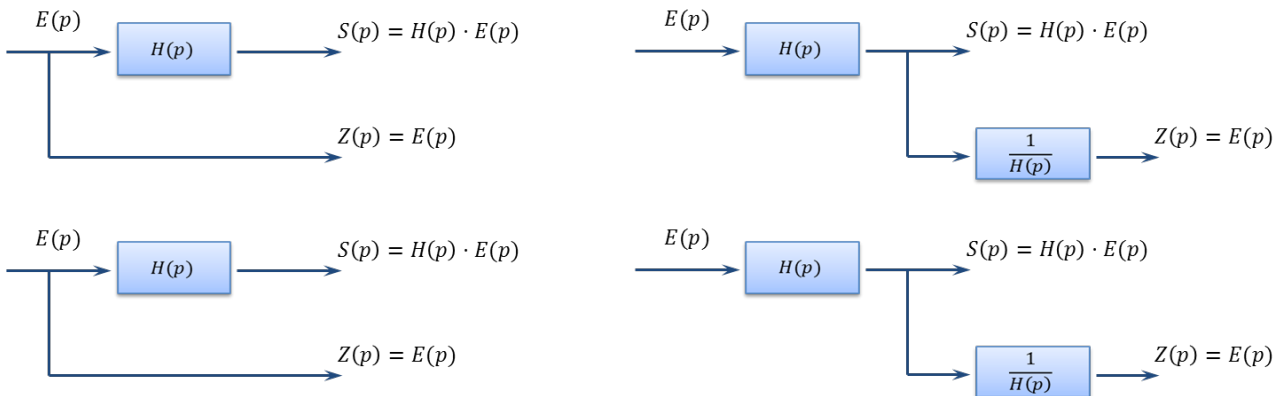 E(p) H(p) S(p) = H(p) · E(p)
Z(p) = E(p)
E(p) H(p) S(p) = H(p) · E(p)
1/H(p) Z(p) = E(p)
E(p) H(p) S(p) = H(p) · E(p)
Z(p) = E(p)
E(p) H(p) S(p) = H(p) · E(p)
1/H(p) Z(p) = E(p)